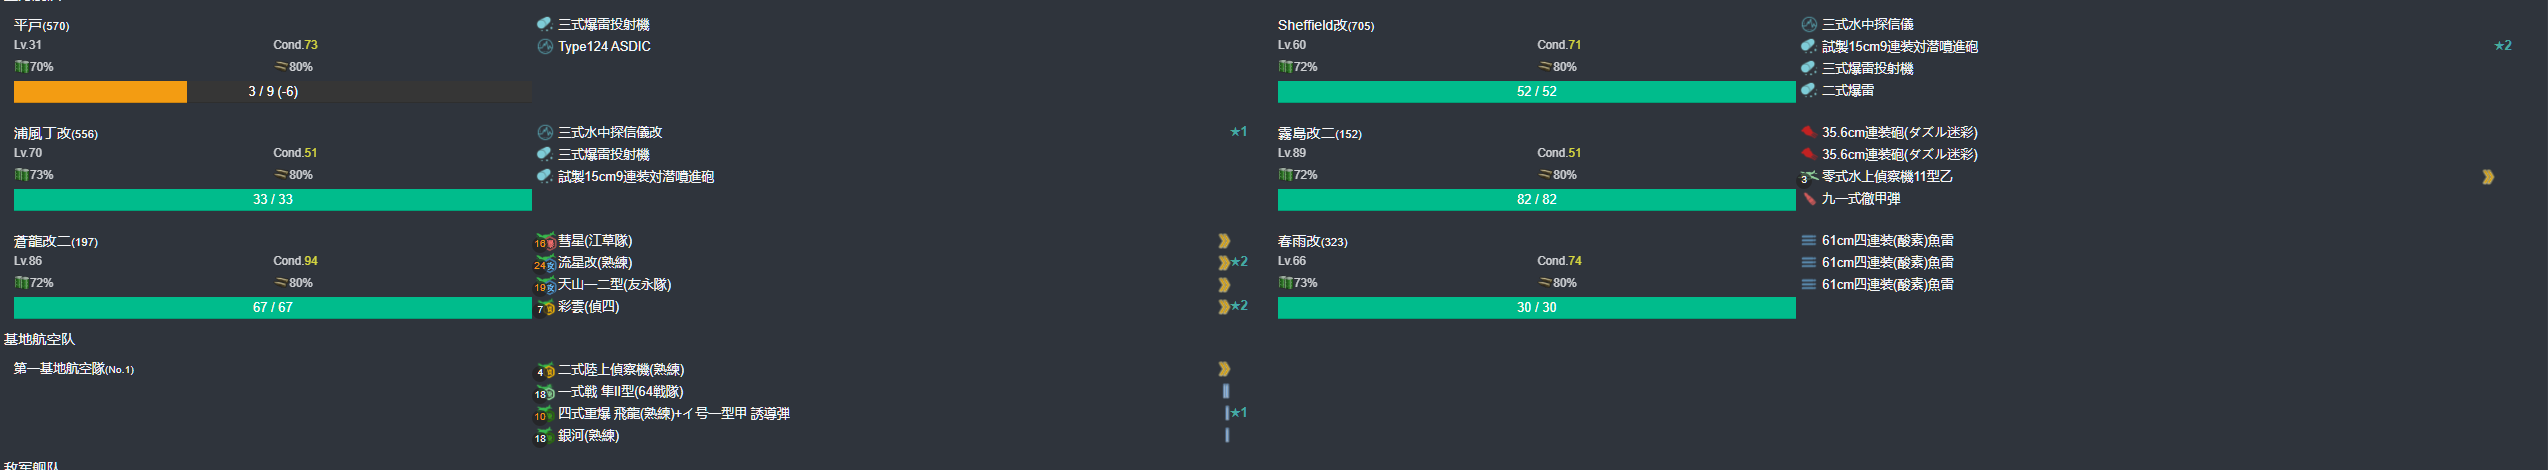 平戸(570)
Lv.31 Cond.73
70% 80%
3 / 9 (-6)
三式爆雷投射機
Type124 ASDIC
Sheffield改(705)
Lv.60 Cond.71
72% 80%
52 / 52
三式水中探信儀
試製15cm9連装対潜噴進砲 ★2
三式爆雷投射機
二式爆雷
浦風丁改(556)
Lv.70 Cond.51
73% 80%
33 / 33
三式水中探信儀改 ★1
三式爆雷投射機
試製15cm9連装対潜噴進砲
霧島改二(152)
Lv.89 Cond.51
72% 80%
82 / 82
35.6cm連装砲(ダズル迷彩)
35.6cm連装砲(ダズル迷彩)
3 零式水上偵察機11型乙
九一式徹甲弾
蒼龍改二(197)
Lv.86 Cond.94
72% 80%
67 / 67
16 彗星(江草隊)
24 流星改(熟練) ★2
19 天山一二型(友永隊)
7 彩雲(偵四) ★2
春雨改(323)
Lv.66 Cond.74
73% 80%
30 / 30
61cm四連装(酸素)魚雷
61cm四連装(酸素)魚雷
61cm四連装(酸素)魚雷
基地航空队
第一基地航空隊(No.1)
4 二式陸上偵察機(熟練)
18 一式戦 隼II型(64戦隊)
10 四式重爆 飛龍(熟練)+イ号一型甲 誘導弾 ★1
18 銀河(熟練)
敌军舰队